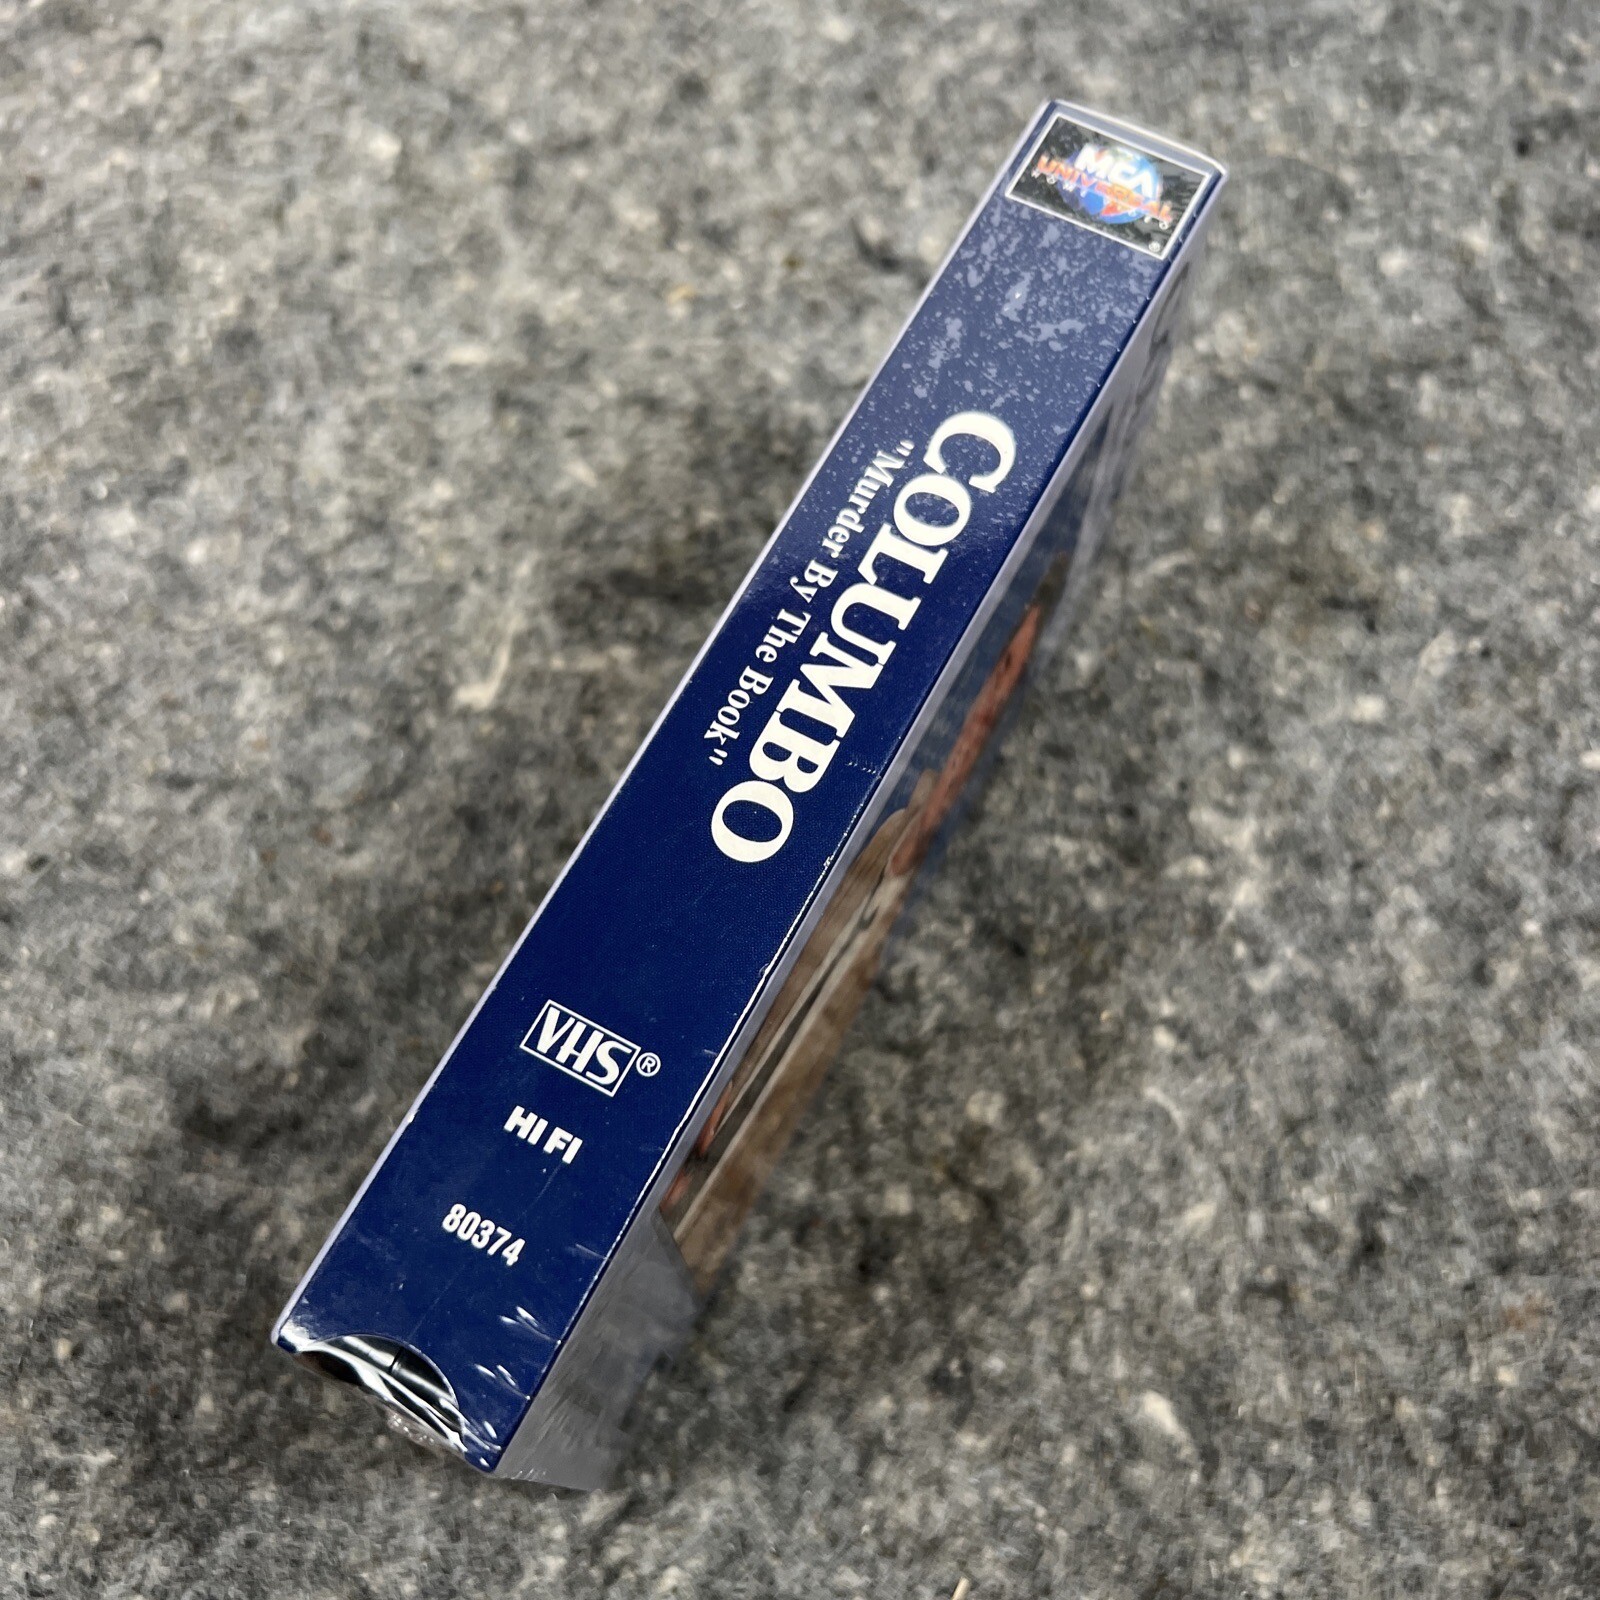 MCA
UNIVERSAL
COLUMBO
"Murder By The Book"
VHS®
HI FI
80374